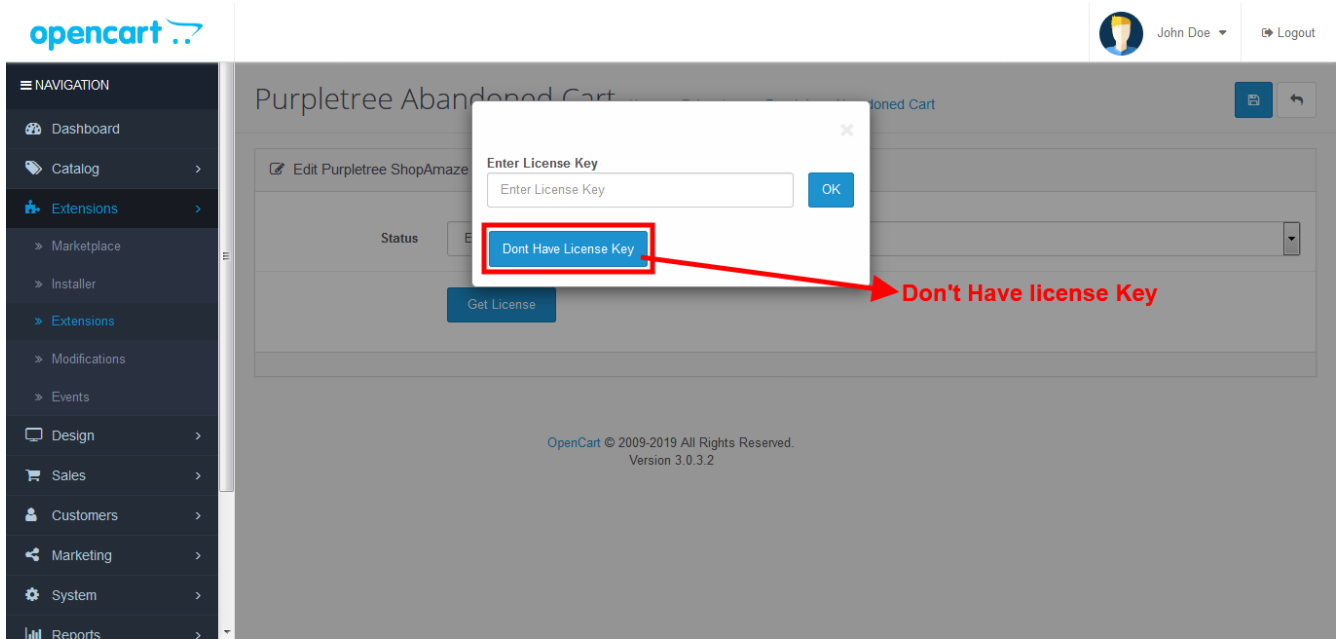 opencart
John Doe
Logout
NAVIGATION
Dashboard
Catalog
Extensions
» Marketplace
» Installer
» Extensions
» Modifications
» Events
Design
Sales
Customers
Marketing
System
Reports
Purpletree Abandoned Cart
doned Cart
Edit Purpletree ShopAmaze
Enter License Key
Enter License Key
OK
Dont Have License Key
Status
E
Get License
Don't Have license Key
OpenCart © 2009-2019 All Rights Reserved.
Version 3.0.3.2